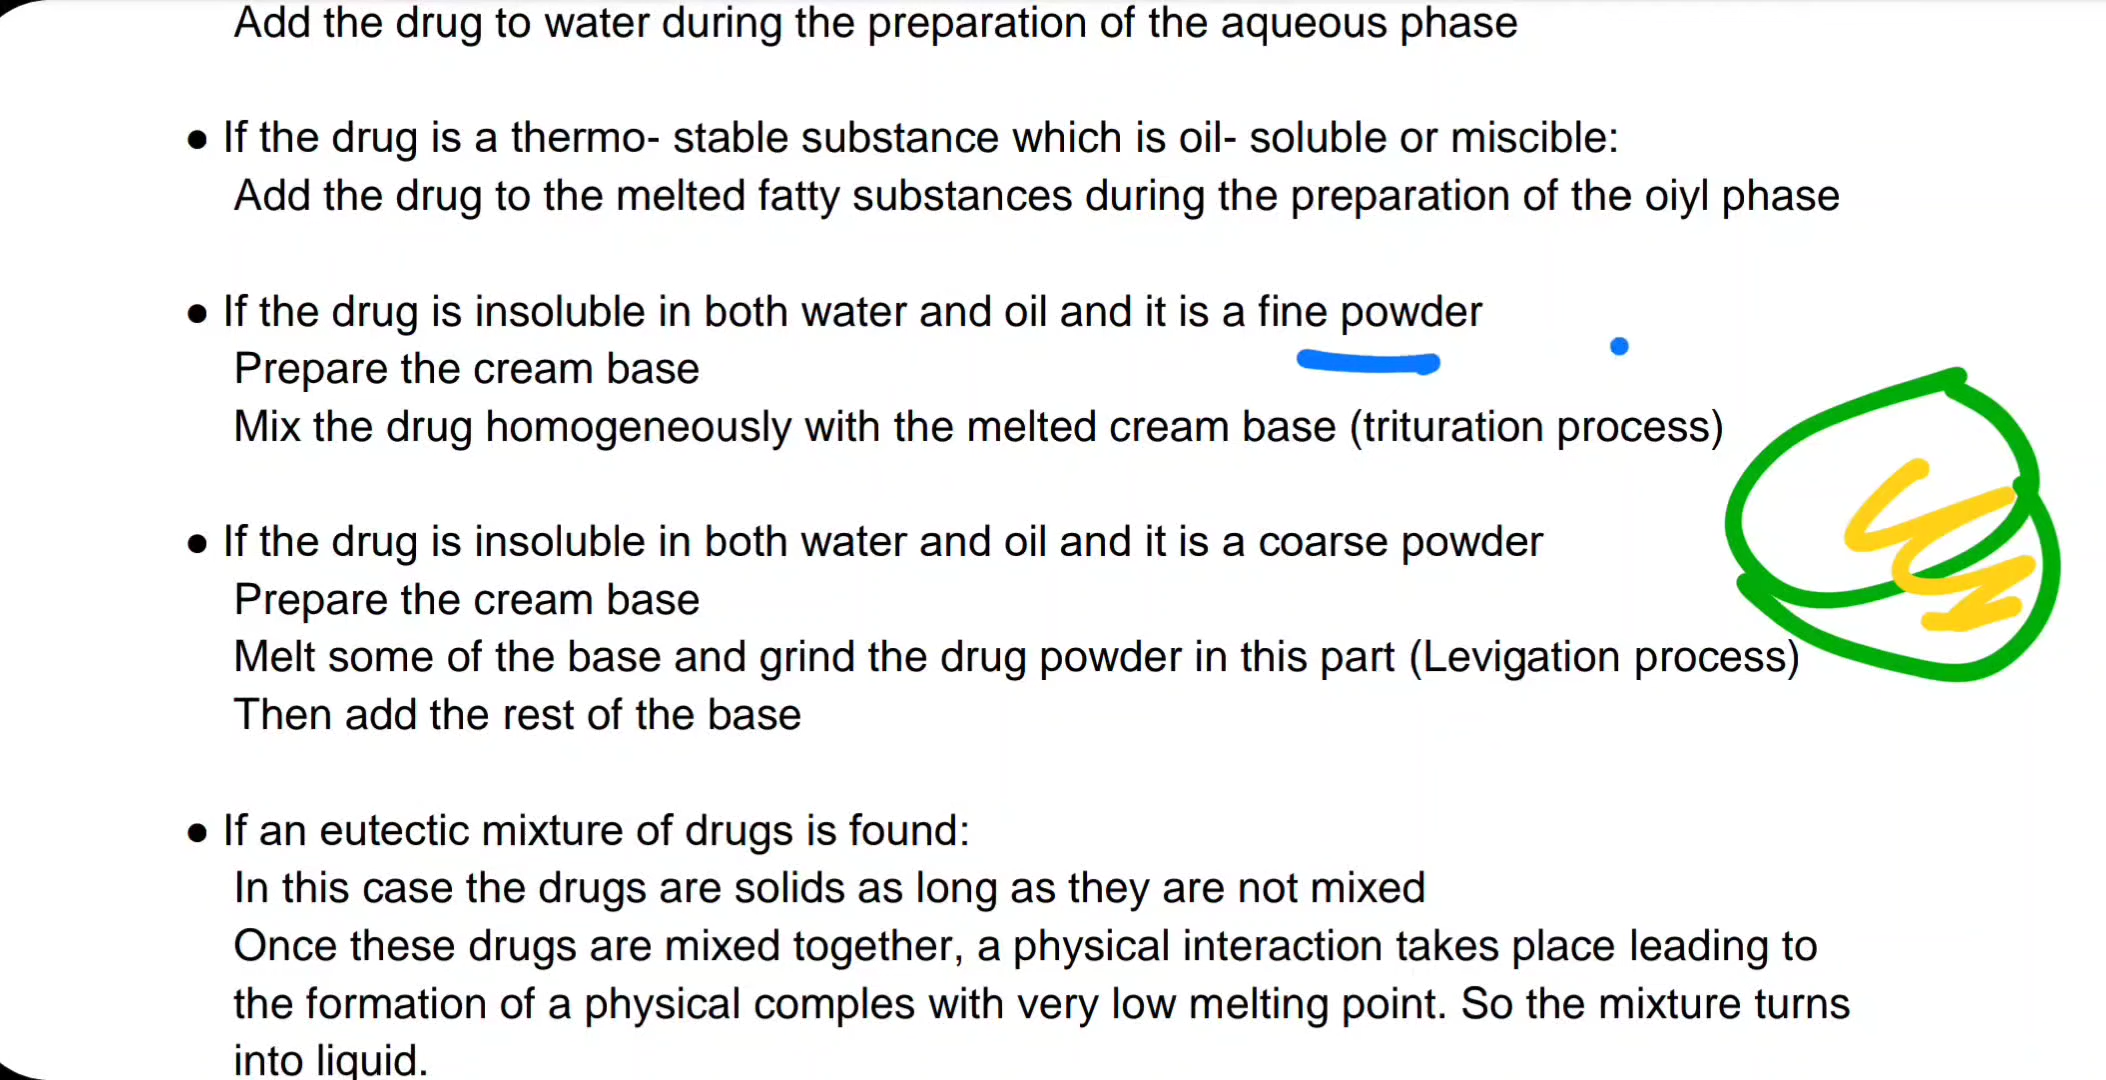 Add the drug to water during the preparation of the aqueous phase
● If the drug is a thermo- stable substance which is oil- soluble or miscible:
Add the drug to the melted fatty substances during the preparation of the oiyl phase
● If the drug is insoluble in both water and oil and it is a fine powder
Prepare the cream base
Mix the drug homogeneously with the melted cream base (trituration process)
● If the drug is insoluble in both water and oil and it is a coarse powder
Prepare the cream base
Melt some of the base and grind the drug powder in this part (Levigation process)
Then add the rest of the base
● If an eutectic mixture of drugs is found:
In this case the drugs are solids as long as they are not mixed
Once these drugs are mixed together, a physical interaction takes place leading to
the formation of a physical comples with very low melting point. So the mixture turns
into liquid.